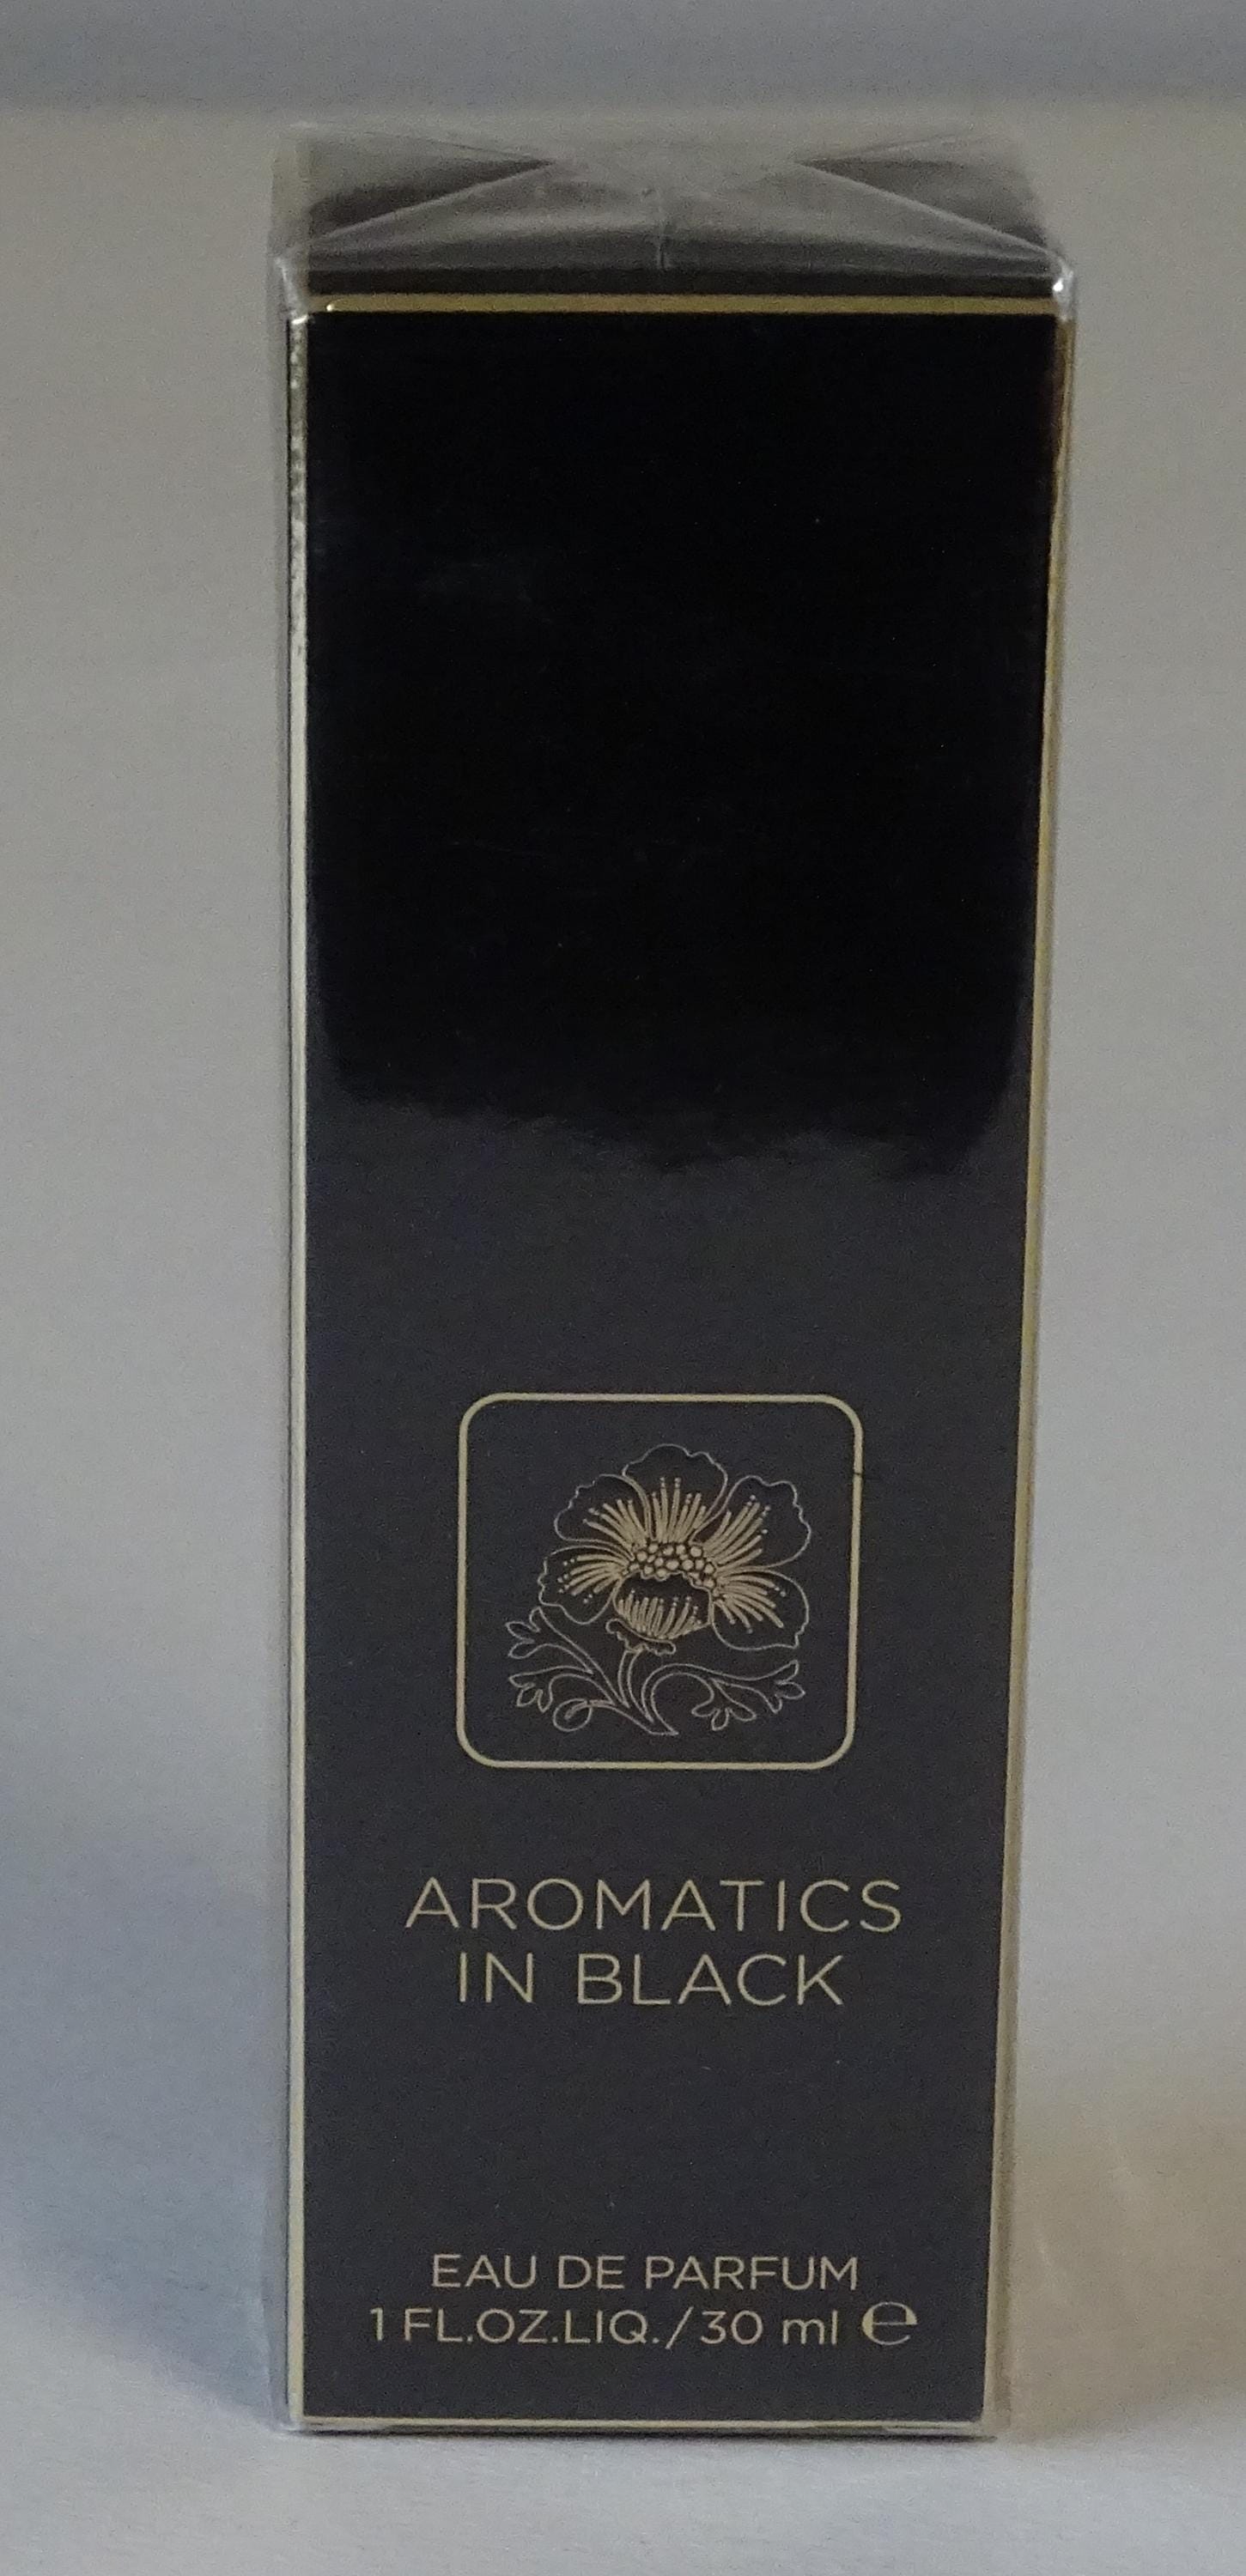 AROMATICS
IN BLACK
EAU DE PARFUM
1 FL.OZ.LIQ./30 ml ℮